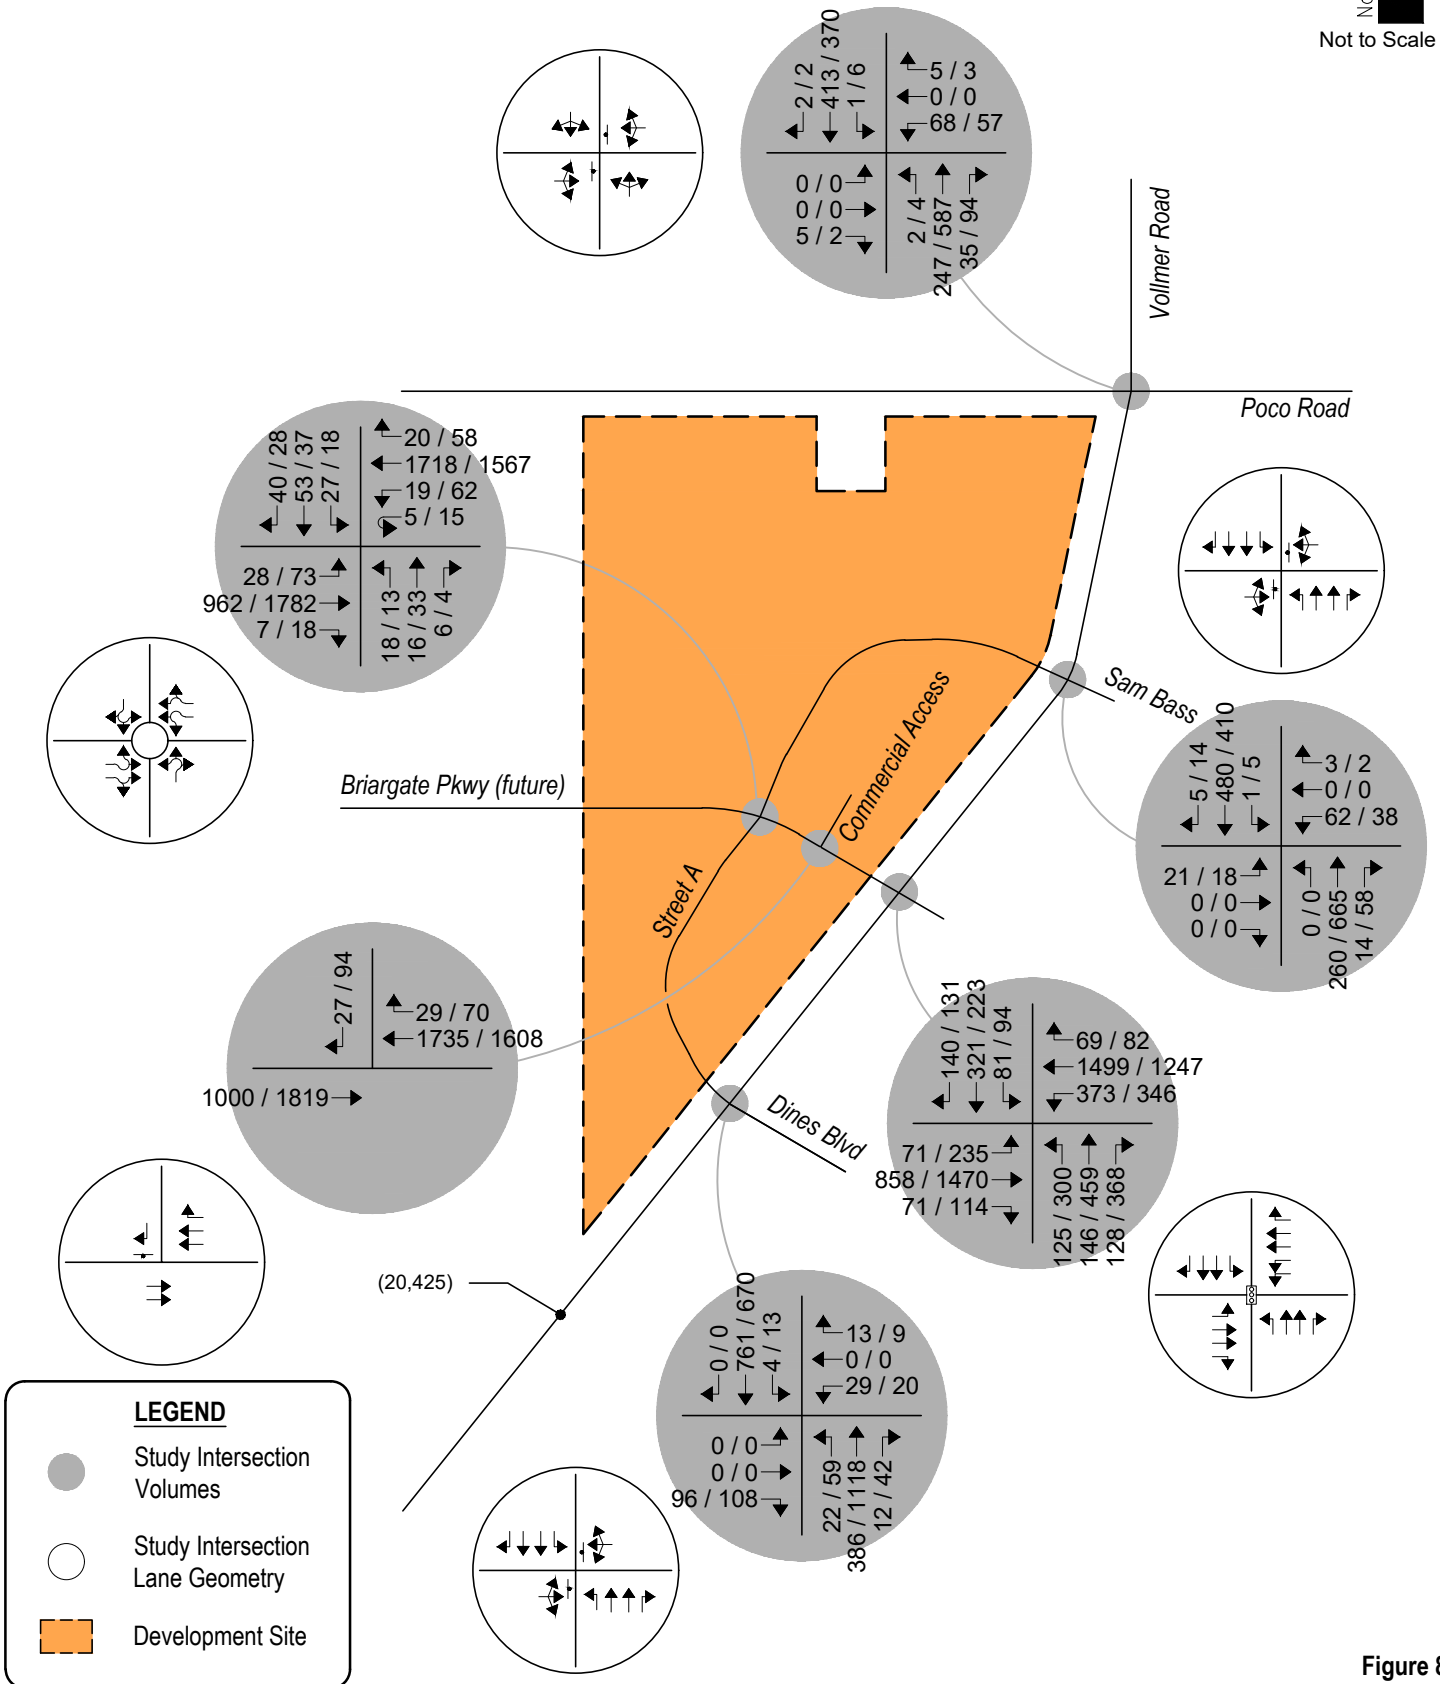 Not to Scale
2 / 2
413 / 370
1 / 6
5 / 3
0 / 0
68 / 57
0 / 0
0 / 0
5 / 2
2 / 4
247 / 587
35 / 94
Vollmer Road
Poco Road
40 / 28
53 / 37
27 / 18
20 / 58
1718 / 1567
19 / 62
5 / 15
28 / 73
962 / 1782
7 / 18
18 / 13
16 / 33
6 / 4
Sam Bass
Commercial Access
Briargate Pkwy (future)
Street A
5 / 14
480 / 410
1 / 5
3 / 2
0 / 0
62 / 38
21 / 18
0 / 0
0 / 0
0 / 0
260 / 665
14 / 58
27 / 94
29 / 70
1735 / 1608
1000 / 1819
140 / 131
321 / 223
81 / 94
69 / 82
1499 / 1247
373 / 346
71 / 235
858 / 1470
71 / 114
125 / 300
146 / 459
128 / 368
Dines Blvd
(20,425)
0 / 0
761 / 670
4 / 13
13 / 9
0 / 0
29 / 20
0 / 0
0 / 0
96 / 108
22 / 59
386 / 1118
12 / 42
LEGEND
Study Intersection
Volumes
Study Intersection
Lane Geometry
Development Site
Figure 8